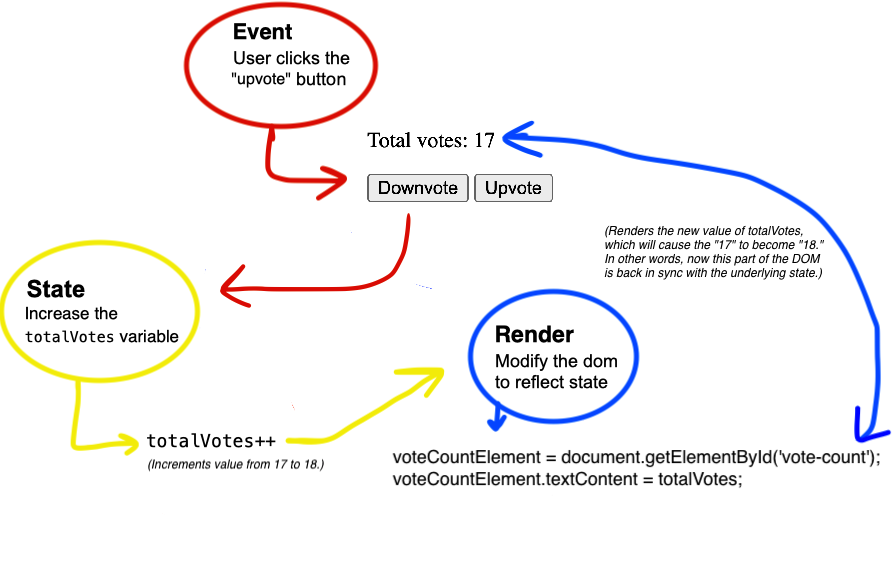 Event
User clicks the
"upvote" button
Total votes: 17
Downvote Upvote
(Renders the new value of totalVotes,
which will cause the "17" to become "18."
In other words, now this part of the DOM
is back in sync with the underlying state.)
State
Increase the
totalVotes variable
Render
Modify the dom
to reflect state
totalVotes++
(Increments value from 17 to 18.)
voteCountElement = document.getElementById('vote-count');
voteCountElement.textContent = totalVotes;